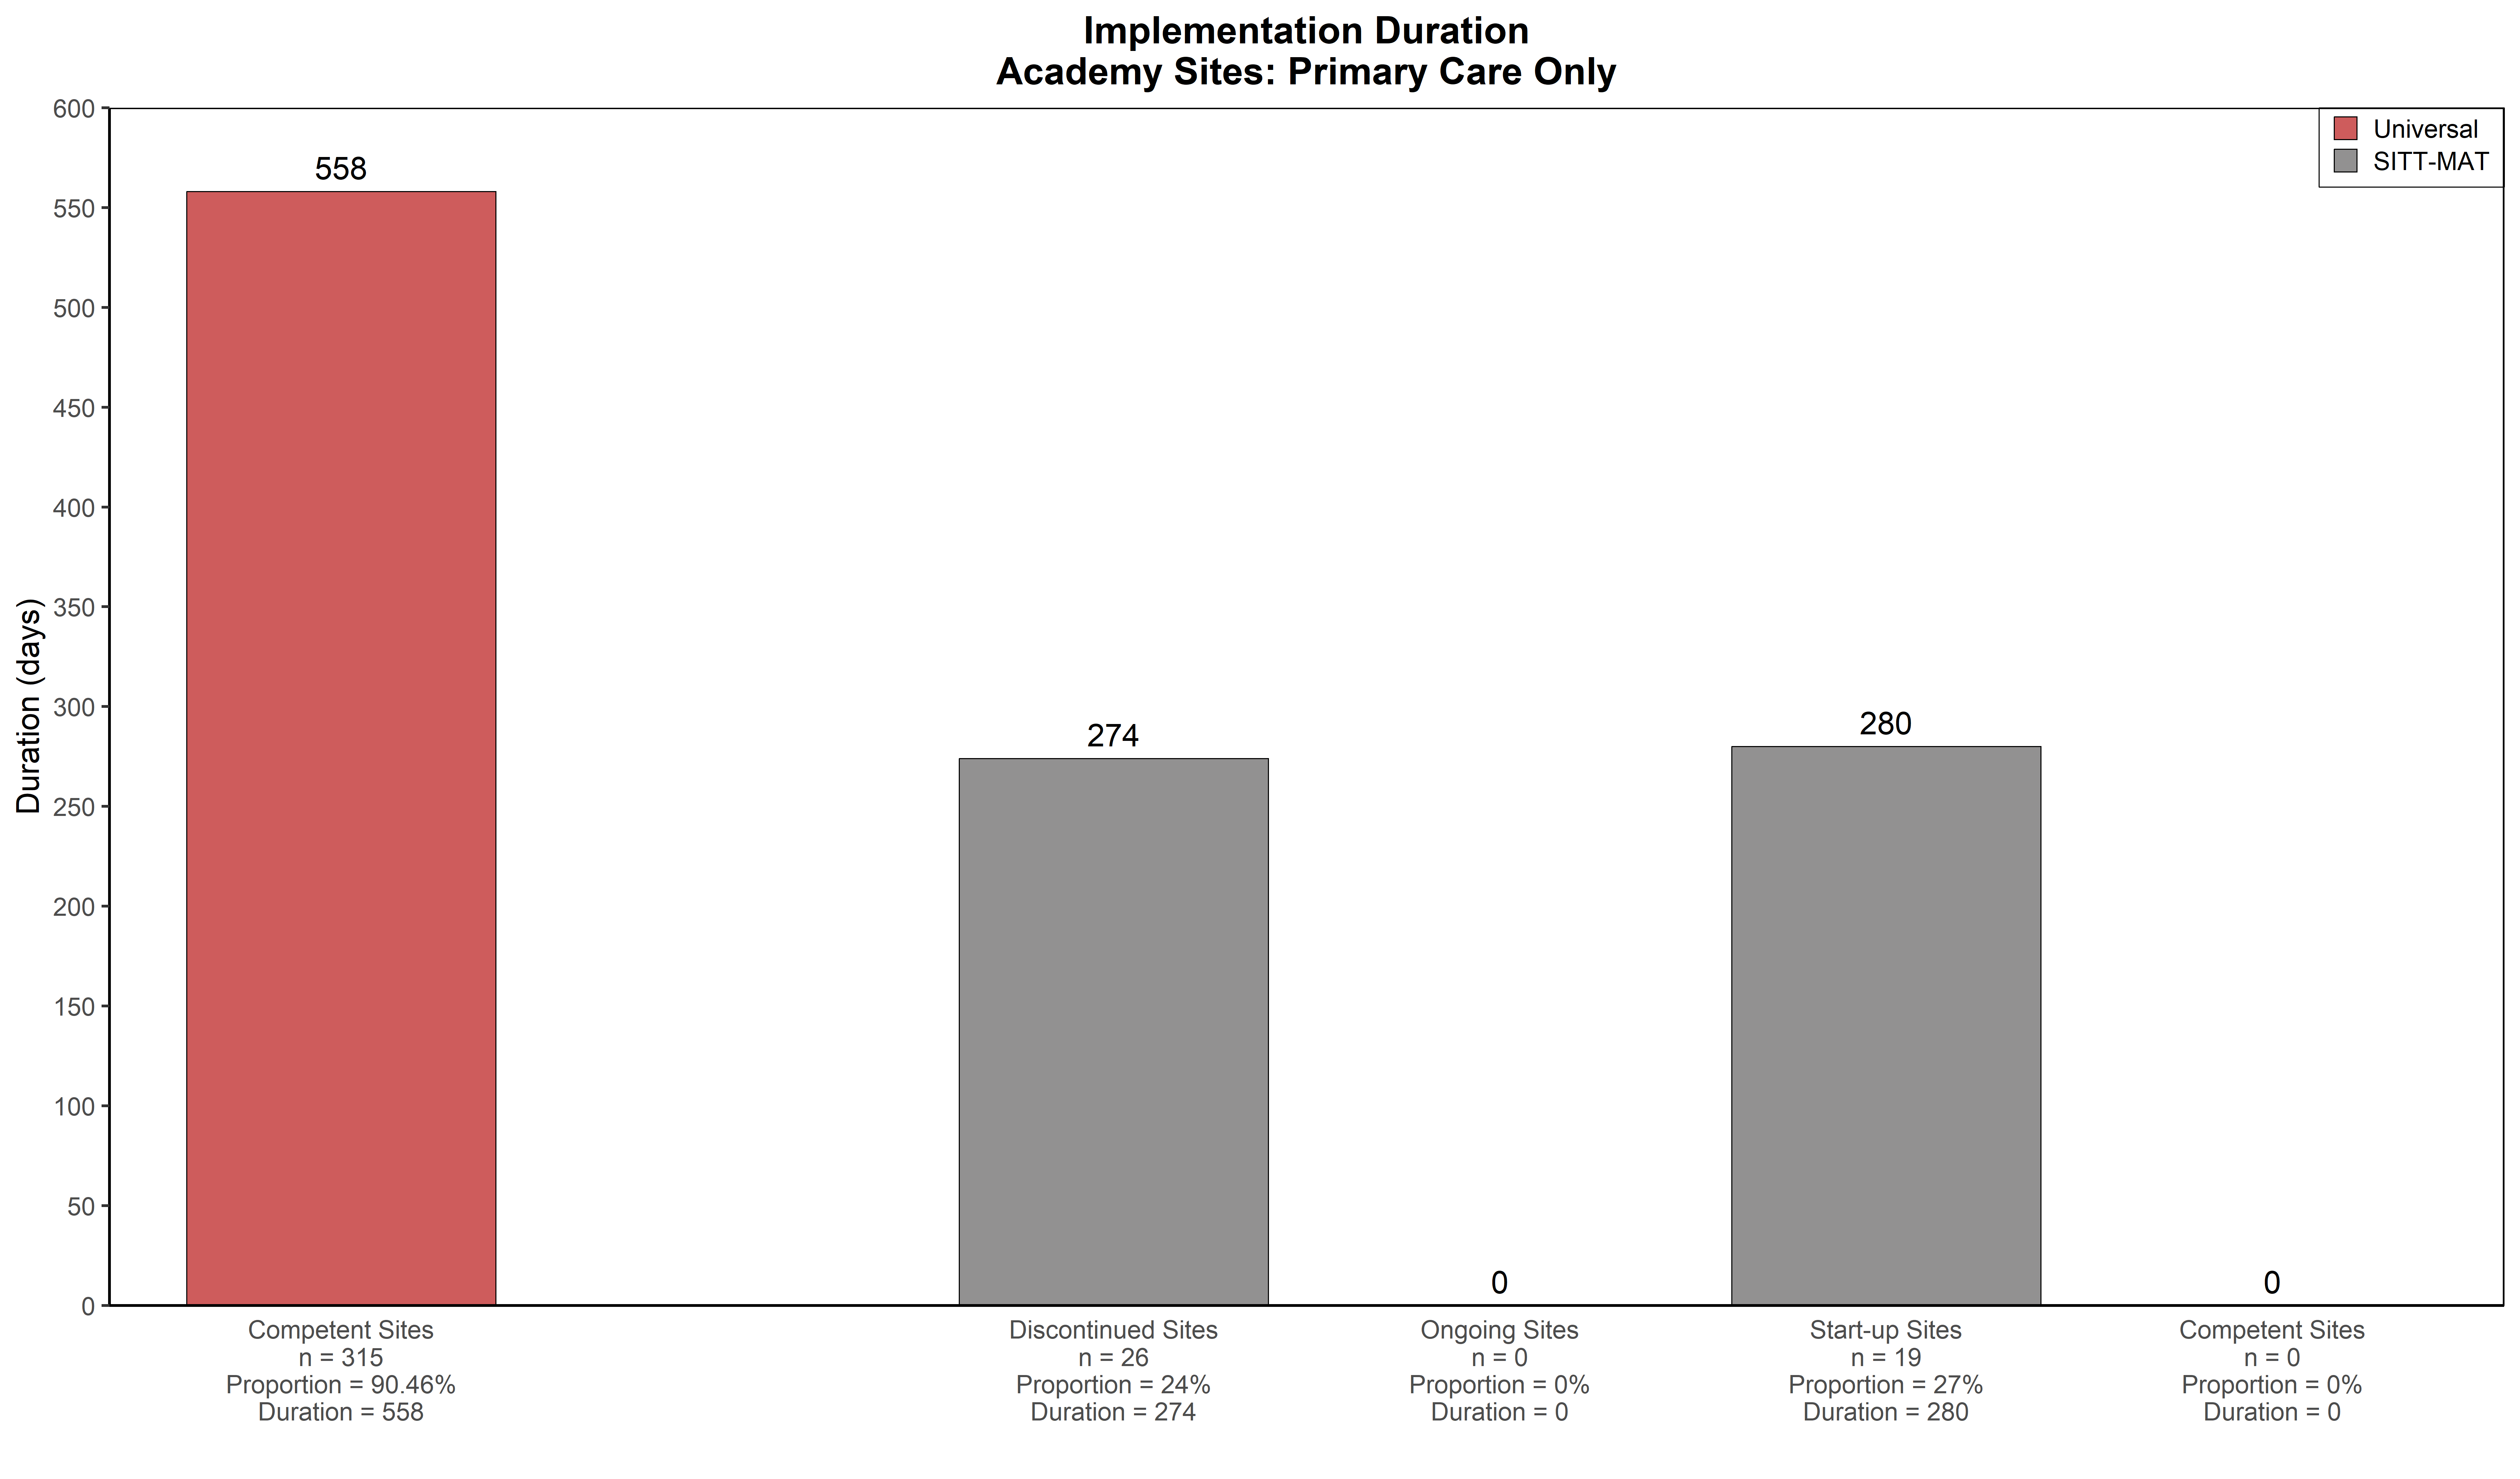 Implementation Duration
Academy Sites: Primary Care Only
Universal
SITT-MAT
Duration (days)
600
550
500
450
400
350
300
250
200
150
100
50
0
558
274
0
280
0
Competent Sites
n = 315
Proportion = 90.46%
Duration = 558
Discontinued Sites
n = 26
Proportion = 24%
Duration = 274
Ongoing Sites
n = 0
Proportion = 0%
Duration = 0
Start-up Sites
n = 19
Proportion = 27%
Duration = 280
Competent Sites
n = 0
Proportion = 0%
Duration = 0